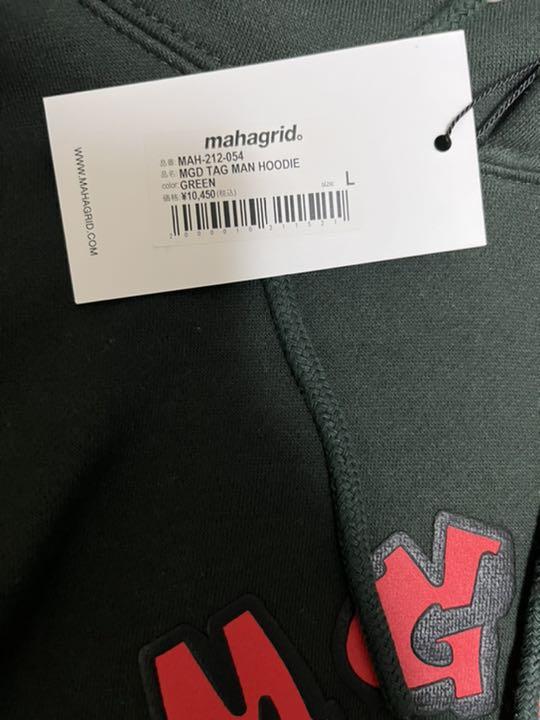 mahagrid。
品番: MAH-212-054
品名: MGD TAG MAN HOODIE
color: GREEN
価格: ¥10,450(税込)
size: L
WWW.MAHAGRID.COM